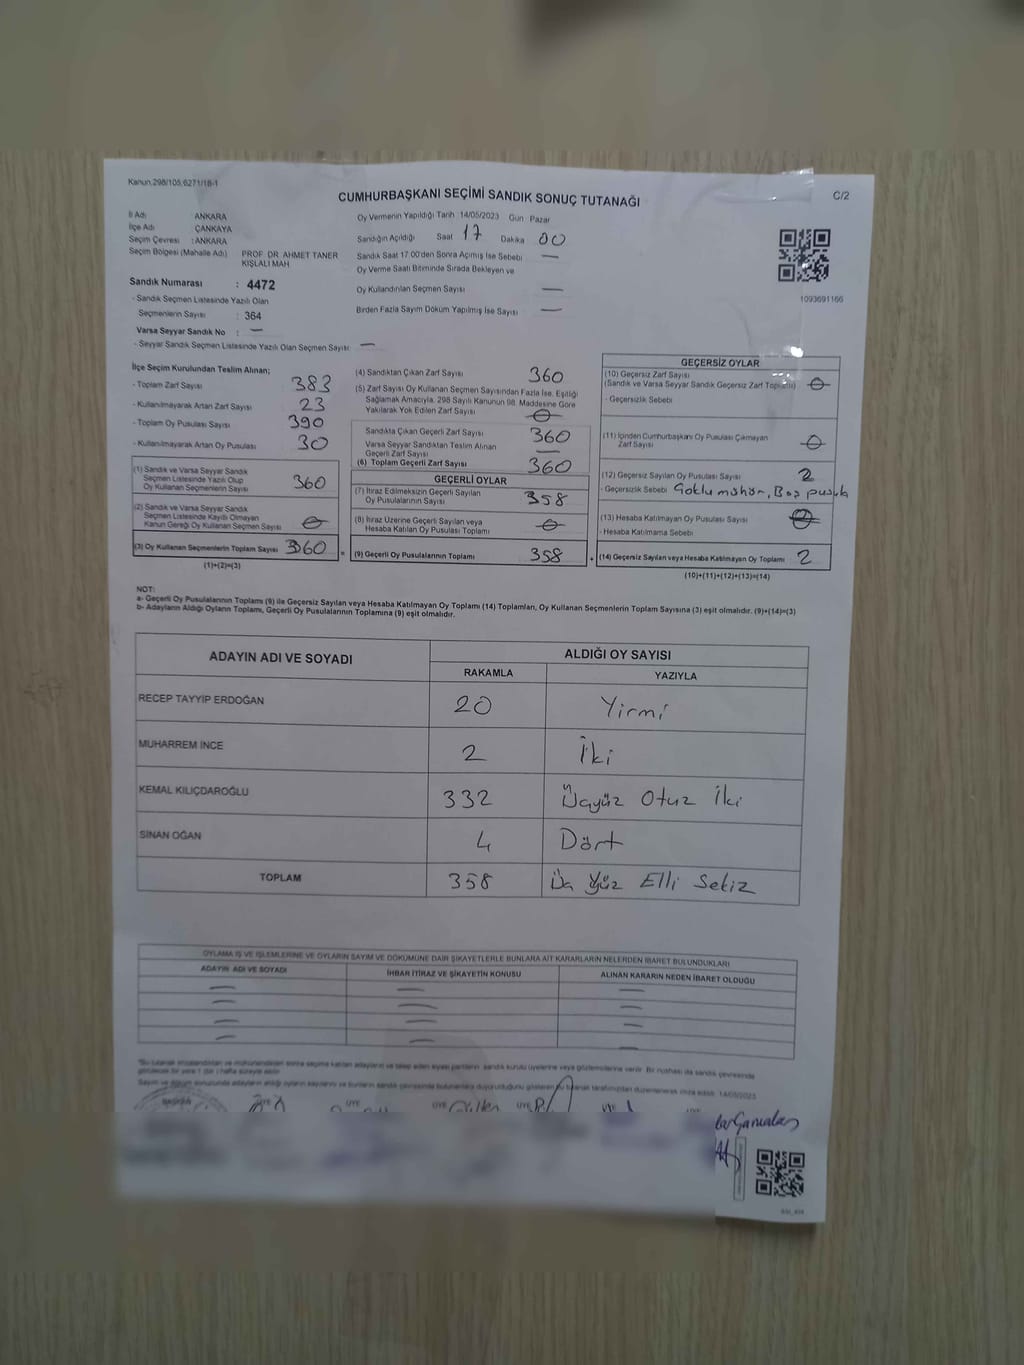 Kanun.298/105,6271/18-1
CUMHURBAŞKANI SEÇİMİ SANDIK SONUÇ TUTANAĞI
C/2
İl Adı ANKARA
İlçe Adı ÇANKAYA
Seçim Çevresi : ANKARA
Seçim Bölgesi (Mahalle Adı) PROF DR AHMET TANER
KIŞLALI MAH
Sandık Numarası : 4472
- Sandık Seçmen Listesinde Yazılı Olan
Seçmenlerin Sayısı : 364
Varsa Seyyar Sandık No : —
- Seyyar Sandık Seçmen Listesinde Yazılı Olan Seçmen Sayısı : —
Oy Vermenin Yapıldığı Tarih 14/05/2023 Gün Pazar
Sandığın Açıldığı Saat 17 Dakika 00
Sandık Saat 17.00'den Sonra Açımış İse Sebebi —
Oy Verme Saati Bitiminde Sırada Bekleyen ve
Oy Kullandırılan Seçmen Sayısı —
Birden Fazla Sayım Döküm Yapılmış İse Sayısı —
1093691166
İlçe Seçim Kurulundan Teslim Alınan;
- Toplam Zarf Sayısı 383
- Kullanılmayarak Artan Zarf Sayısı 23
- Toplam Oy Pusulası Sayısı 390
- Kullanılmayarak Artan Oy Pusulası 30
(1) Sandık ve Varsa Seyyar Sandık
Seçmen Listesinde Yazılı Olup
Oy Kullanan Seçmenlerin Sayısı 360
(2) Sandık ve Varsa Seyyar Sandık
Seçmen Listesinde Kayıtlı Olmayan
Kanun Gereği Oy Kullanan Seçmen Sayısı 0
(3) Oy Kullanan Seçmenlerin Toplam Sayısı 360
(1)+(2)=(3)
(4) Sandıktan Çıkan Zarf Sayısı 360
(5) Zarf Sayısı Oy Kullanan Seçmen Sayısından Fazla İse, Eşitliği
Sağlamak Amacıyla, 298 Sayılı Kanunun 98. Maddesine Göre
Yakılarak Yok Edilen Zarf Sayısı 0
Sandıkta Çıkan Geçerli Zarf Sayısı 360
Varsa Seyyar Sandıktan Teslim Alınan
Geçerli Zarf Sayısı —
(6) Toplam Geçerli Zarf Sayısı 360
GEÇERLİ OYLAR
(7) İtiraz Edilmeksizin Geçerli Sayılan
Oy Pusulalarının Sayısı 358
(8) İtiraz Üzerine Geçerli Sayılan veya
Hesaba Katılan Oy Pusulası Toplamı 0
= (9) Geçerli Oy Pusulalarının Toplamı 358
GEÇERSİZ OYLAR
(10) Geçersiz Zarf Sayısı
(Sandık ve Varsa Seyyar Sandık Geçersiz Zarf Toplamı) 0
- Geçersizlik Sebebi
(11) İçinden Cumhurbaşkanı Oy Pusulası Çıkmayan
Zarf Sayısı 0
(12) Geçersiz Sayılan Oy Pusulası Sayısı 2
- Geçersizlik Sebebi Çoklu mühür, Boş pusula
(13) Hesaba Katılmayan Oy Pusulası Sayısı
- Hesaba Katılmama Sebebi
+ (14) Geçersiz Sayılan veya Hesaba Katılmayan Oy Toplamı 2
(10)+(11)+(12)+(13)=(14)
NOT:
a- Geçerli Oy Pusulalarının Toplamı (9) ile Geçersiz Sayılan veya Hesaba Katılmayan Oy Toplamı (14) Toplamları, Oy Kullanan Seçmenlerin Toplam Sayısına (3) eşit olmalıdır. (9)+(14)=(3)
b- Adayların Aldığı Oyların Toplamı, Geçerli Oy Pusulalarının Toplamına (9) eşit olmalıdır.
ADAYIN ADI VE SOYADI ALDIĞI OY SAYISI
RAKAMLA YAZIYLA
RECEP TAYYİP ERDOĞAN 20 Yirmi
MUHARREM İNCE 2 İki
KEMAL KILIÇDAROĞLU 332 Üçyüz Otuz İki
SİNAN OĞAN 4 Dört
TOPLAM 358 Üç Yüz Elli Sekiz
OYLAMA İŞ VE İŞLEMLERİNE VE OYLARIN SAYIM VE DÖKÜMÜNE DAİR ŞİKAYETLERLE BUNLARA AİT KARARLARIN NELERDEN İBARET BULUNDUKLARI
ADAYIN ADI VE SOYADI İHBAR İTİRAZ VE ŞİKAYETİN KONUSU ALINAN KARARIN NEDEN İBARET OLDUĞU
— — —
— — —
— — —
— — —
BAŞKAN ÜYE ÜYE ÜYE ÜYE